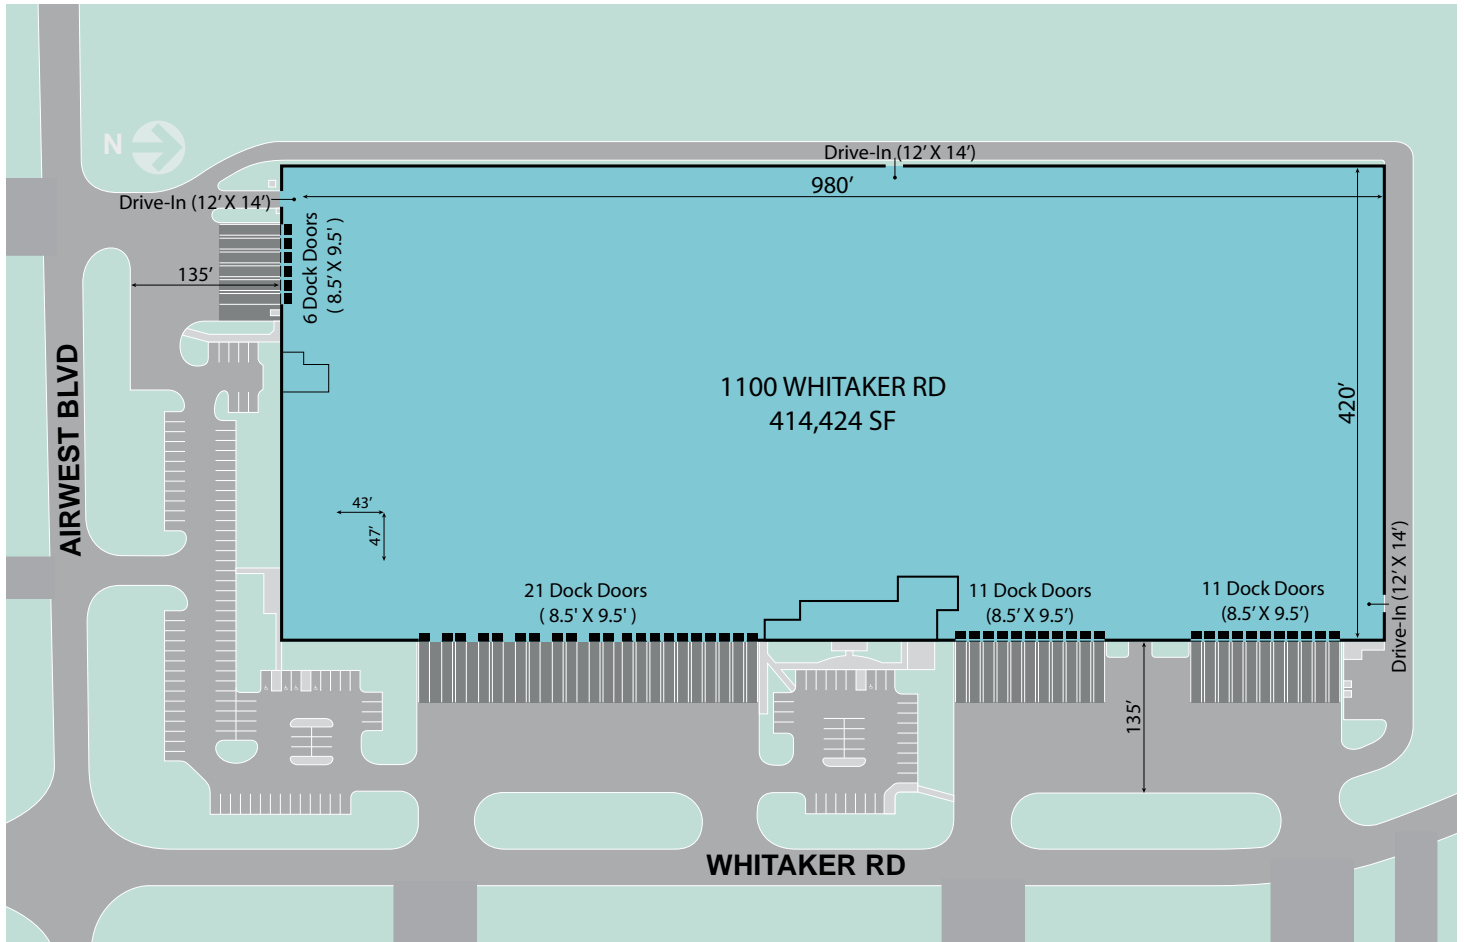 N
Drive-In (12’ X 14’)
980’
Drive-In (12’ X 14’)
6 Dock Doors
( 8.5’ X 9.5' )
135’
AIRWEST BLVD
1100 WHITAKER RD
414,424 SF
420’
43’
47’
21 Dock Doors
( 8.5' X 9.5' )
11 Dock Doors
(8.5’ X 9.5’)
11 Dock Doors
(8.5’ X 9.5’)
Drive-In (12’ X 14’)
135’
WHITAKER RD